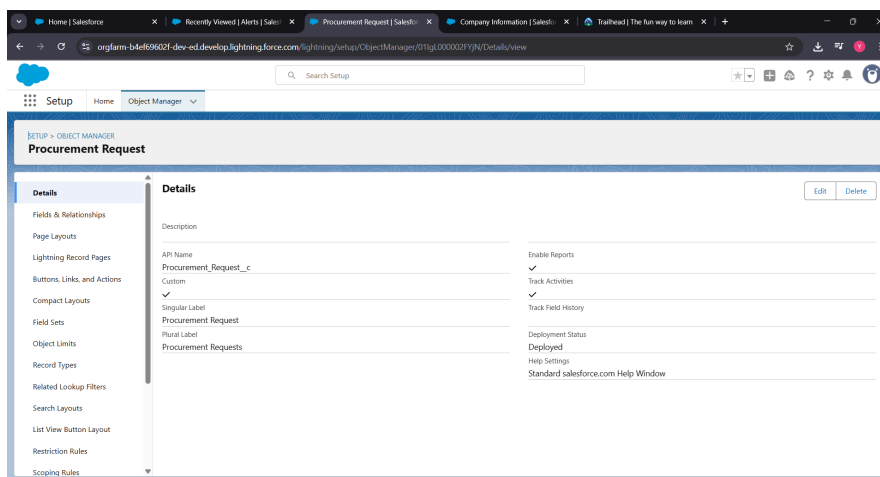 Home | Salesforce
Recently Viewed | Alerts | Sales
Procurement Request | Salesfor
Company Information | Salesfo
Trailhead | The fun way to learn
orgfarm-b4ef69602f-dev-ed.develop.lightning.force.com/lightning/setup/ObjectManager/01IgL000002FYjN/Details/view
Search Setup
Setup
Home
Object Manager
SETUP > OBJECT MANAGER
Procurement Request
Details
Fields & Relationships
Page Layouts
Lightning Record Pages
Buttons, Links, and Actions
Compact Layouts
Field Sets
Object Limits
Record Types
Related Lookup Filters
Search Layouts
List View Button Layout
Restriction Rules
Scoping Rules
Details
Edit
Delete
Description
API Name
Procurement_Request__c
Custom
Singular Label
Procurement Request
Plural Label
Procurement Requests
Enable Reports
Track Activities
Track Field History
Deployment Status
Deployed
Help Settings
Standard salesforce.com Help Window